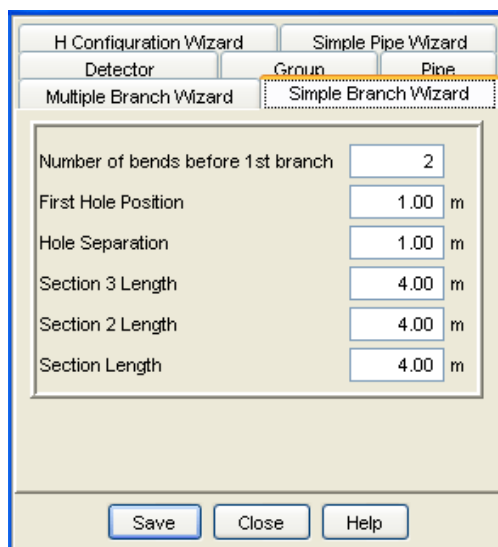 H Configuration Wizard Simple Pipe Wizard
Detector Group Pipe
Multiple Branch Wizard Simple Branch Wizard
Number of bends before 1st branch 2
First Hole Position 1.00 m
Hole Separation 1.00 m
Section 3 Length 4.00 m
Section 2 Length 4.00 m
Section Length 4.00 m
Save Close Help